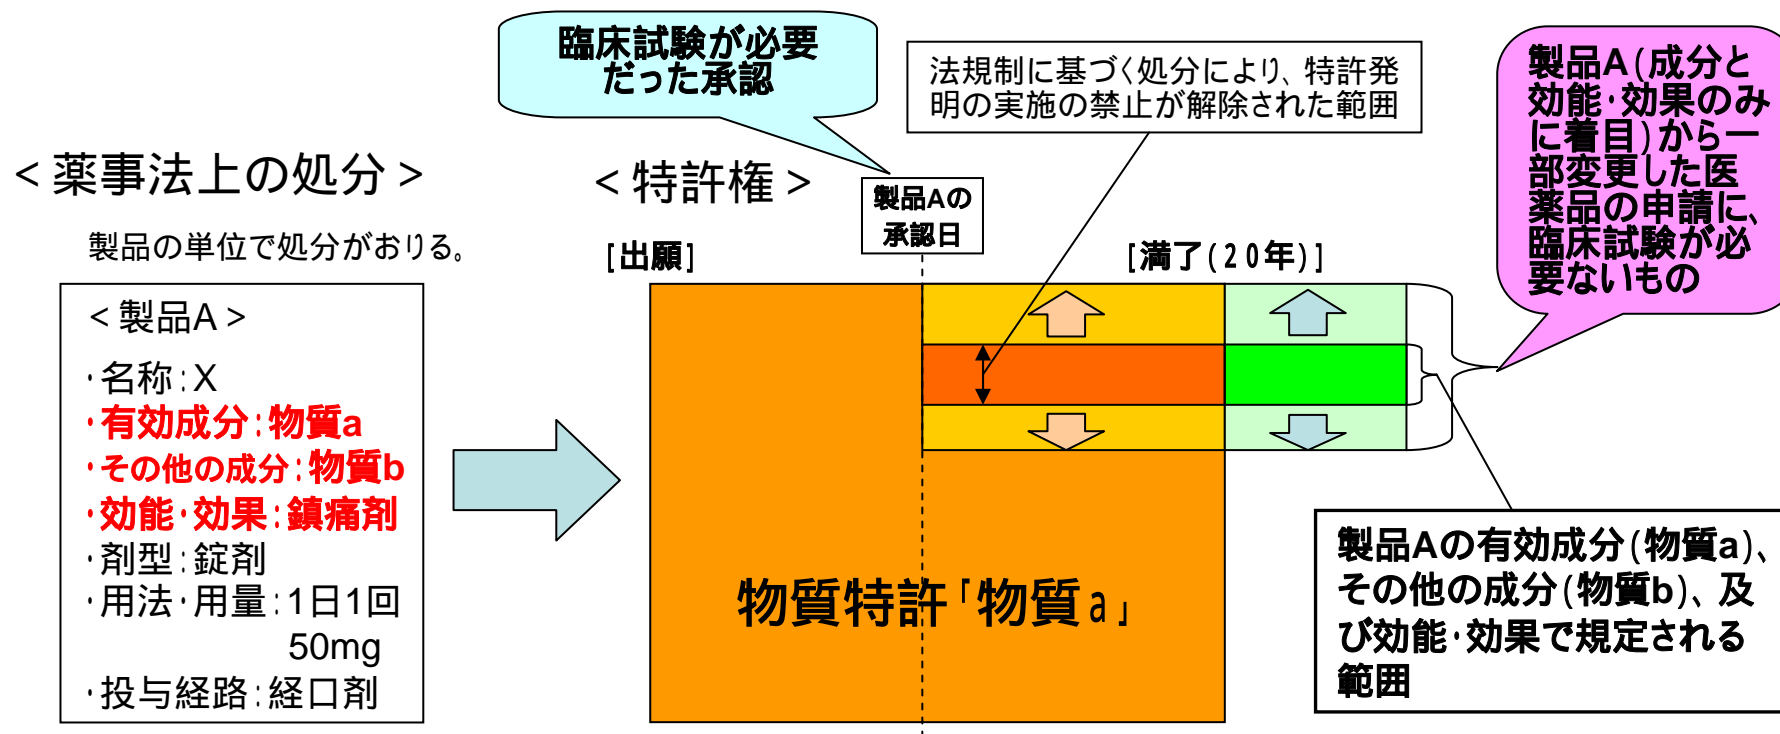 臨床試験が必要
だった承認
法規制に基づく処分により、特許発
明の実施の禁止が解除された範囲
製品A(成分と
効能・効果のみ
に着目)から一
部変更した医
薬品の申請に、
臨床試験が必
要ないもの
<薬事法上の処分>
<特許権>
製品Aの
承認日
製品の単位で処分がおりる。
[出願]
[満了(20年)]
<製品A>
・名称:X
・有効成分:物質a
・その他の成分:物質b
・効能・効果:鎮痛剤
・剤型:錠剤
・用法・用量:1日1回
50mg
・投与経路:経口剤
物質特許「物質a」
製品Aの有効成分(物質a)、
その他の成分(物質b)、及
び効能・効果で規定される
範囲